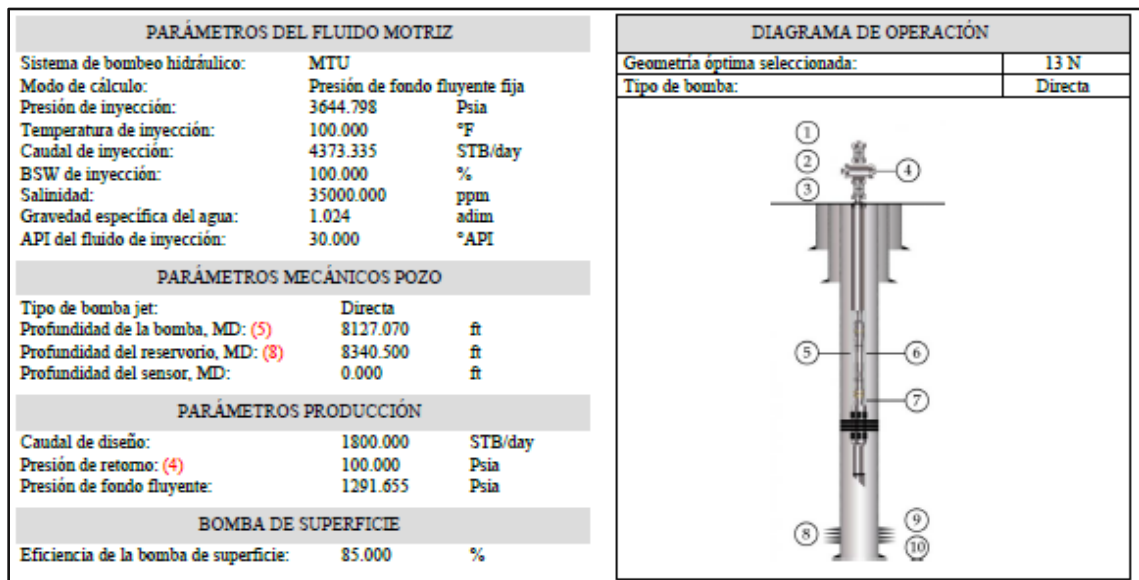 PARÁMETROS DEL FLUIDO MOTRIZ
Sistema de bombeo hidráulico: MTU
Modo de cálculo: Presión de fondo fluyente fija
Presión de inyección: 3644.798 Psia
Temperatura de inyección: 100.000 °F
Caudal de inyección: 4373.335 STB/day
BSW de inyección: 100.000 %
Salinidad: 35000.000 ppm
Gravedad específica del agua: 1.024 adim
API del fluido de inyección: 30.000 °API
PARÁMETROS MECÁNICOS POZO
Tipo de bomba jet: Directa
Profundidad de la bomba, MD: (5) 8127.070 ft
Profundidad del reservorio, MD: (8) 8340.500 ft
Profundidad del sensor, MD: 0.000 ft
PARÁMETROS PRODUCCIÓN
Caudal de diseño: 1800.000 STB/day
Presión de retorno: (4) 100.000 Psia
Presión de fondo fluyente: 1291.655 Psia
BOMBA DE SUPERFICIE
Eficiencia de la bomba de superficie: 85.000 %
DIAGRAMA DE OPERACIÓN
Geometría óptima seleccionada: 13 N
Tipo de bomba: Directa
1
2
4
3
5
6
7
8
9
10